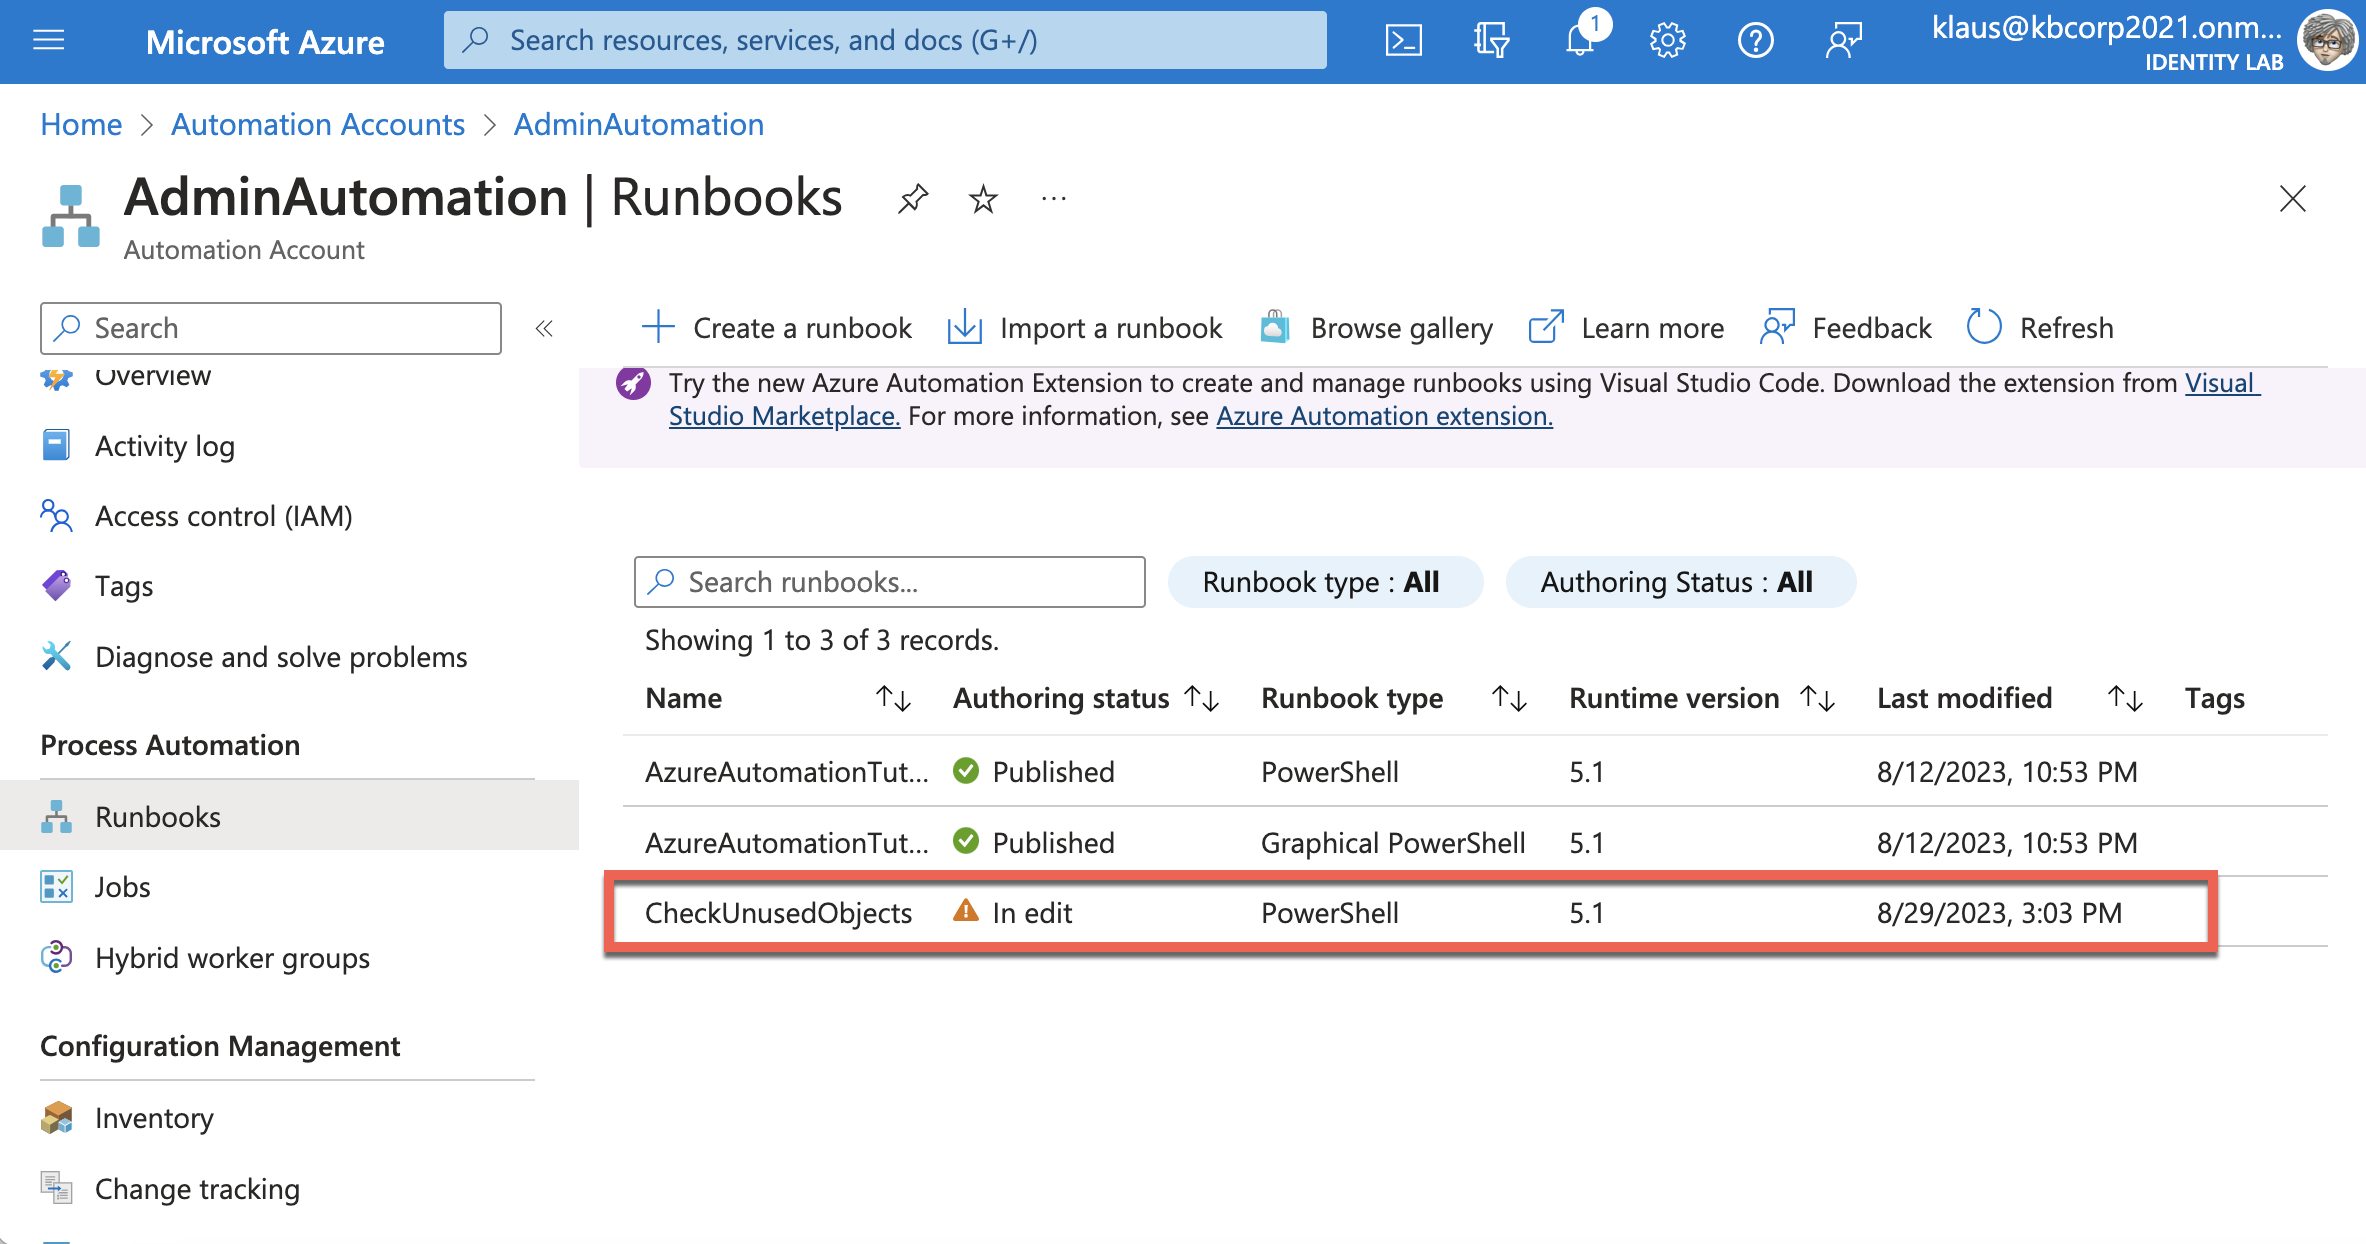 Microsoft Azure
Search resources, services, and docs (G+/)
1
klaus@kbcorp2021.onm...
IDENTITY LAB
Home > Automation Accounts > AdminAutomation
AdminAutomation | Runbooks
Automation Account
Search
Create a runbook
Import a runbook
Browse gallery
Learn more
Feedback
Refresh
Try the new Azure Automation Extension to create and manage runbooks using Visual Studio Code. Download the extension from Visual
Studio Marketplace. For more information, see Azure Automation extension.
Overview
Activity log
Access control (IAM)
Tags
Diagnose and solve problems
Process Automation
Runbooks
Jobs
Hybrid worker groups
Configuration Management
Inventory
Change tracking
Search runbooks...
Runbook type : All
Authoring Status : All
Showing 1 to 3 of 3 records.
Name Authoring status Runbook type Runtime version Last modified Tags
AzureAutomationTut... Published PowerShell 5.1 8/12/2023, 10:53 PM
AzureAutomationTut... Published Graphical PowerShell 5.1 8/12/2023, 10:53 PM
CheckUnusedObjects In edit PowerShell 5.1 8/29/2023, 3:03 PM